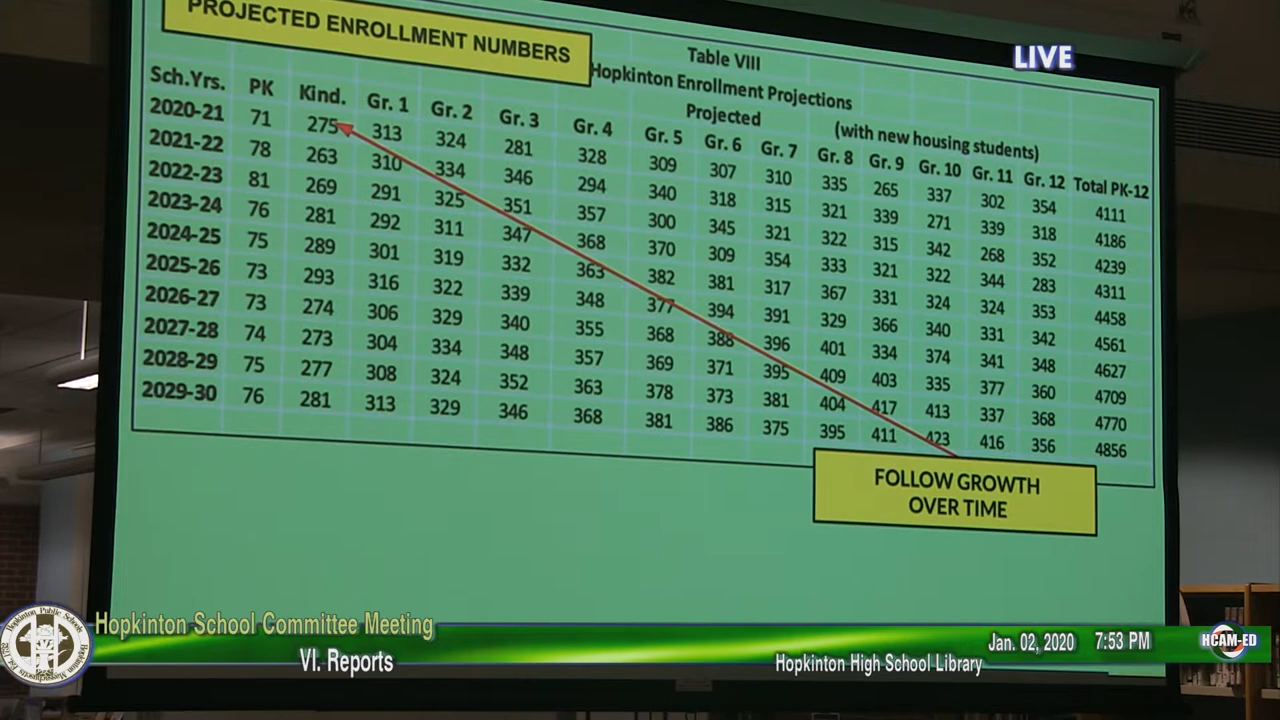 PROJECTED ENROLLMENT NUMBERS
Table VIII
Hopkinton Enrollment Projections
Projected (with new housing students)
LIVE
Sch.Yrs. PK Kind. Gr. 1 Gr. 2 Gr. 3 Gr. 4 Gr. 5 Gr. 6 Gr. 7 Gr. 8 Gr. 9 Gr. 10 Gr. 11 Gr. 12 Total PK-12
2020-21 71 275 313 324 281 328 309 307 310 335 265 337 302 354 4111
2021-22 78 263 310 334 346 294 340 318 315 321 339 271 339 318 4186
2022-23 81 269 291 325 351 357 300 345 321 322 315 342 268 352 4239
2023-24 76 281 292 311 347 368 370 309 354 333 321 322 344 283 4311
2024-25 75 289 301 319 332 363 382 381 317 367 331 324 324 353 4458
2025-26 73 293 316 322 339 348 377 394 391 329 366 340 331 342 4561
2026-27 73 274 306 329 340 355 368 388 396 401 334 374 341 348 4627
2027-28 74 273 304 334 348 357 369 371 395 409 403 335 377 360 4709
2028-29 75 277 308 324 352 363 378 373 381 404 417 413 337 368 4770
2029-30 76 281 313 329 346 368 381 386 375 395 411 423 416 356 4856
FOLLOW GROWTH
OVER TIME
Hopkinton School Committee Meeting
VI. Reports
Jan. 02, 2020 7:53 PM
Hopkinton High School Library
HCAM-ED